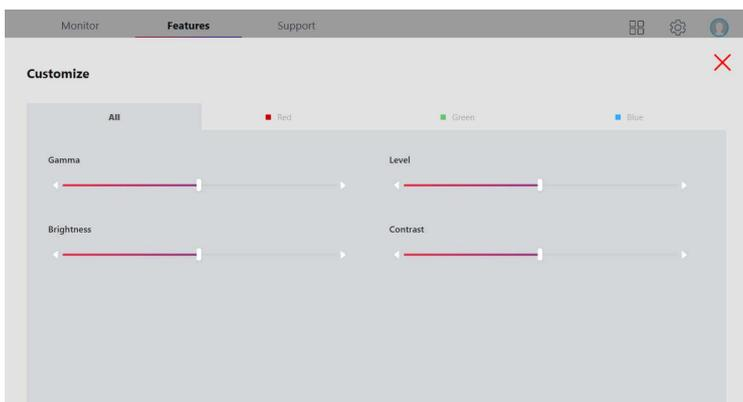 Monitor Features Support
Customize
All Red Green Blue
Gamma Level
Brightness Contrast